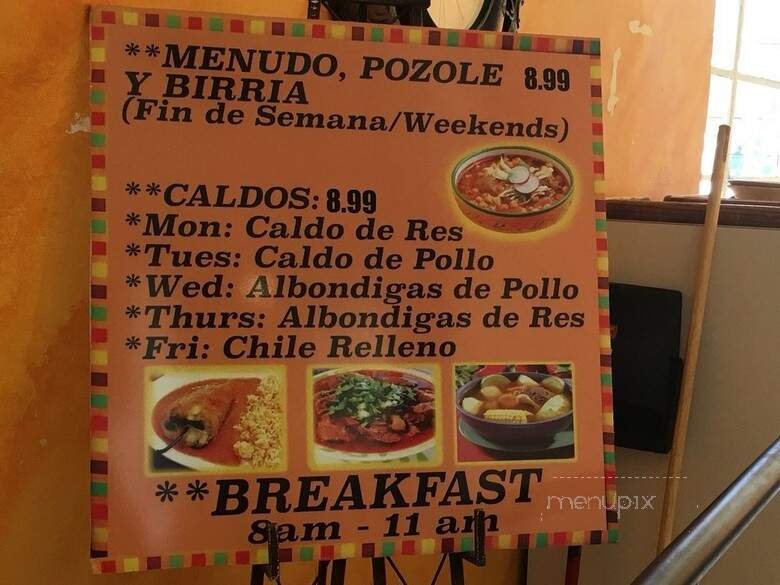 **MENUDO, POZOLE 8.99
Y BIRRIA
(Fin de Semana/Weekends)
**CALDOS: 8.99
*Mon: Caldo de Res
*Tues: Caldo de Pollo
*Wed: Albondigas de Pollo
*Thurs: Albondigas de Res
*Fri: Chile Relleno
**BREAKFAST
8am - 11 am
menupix